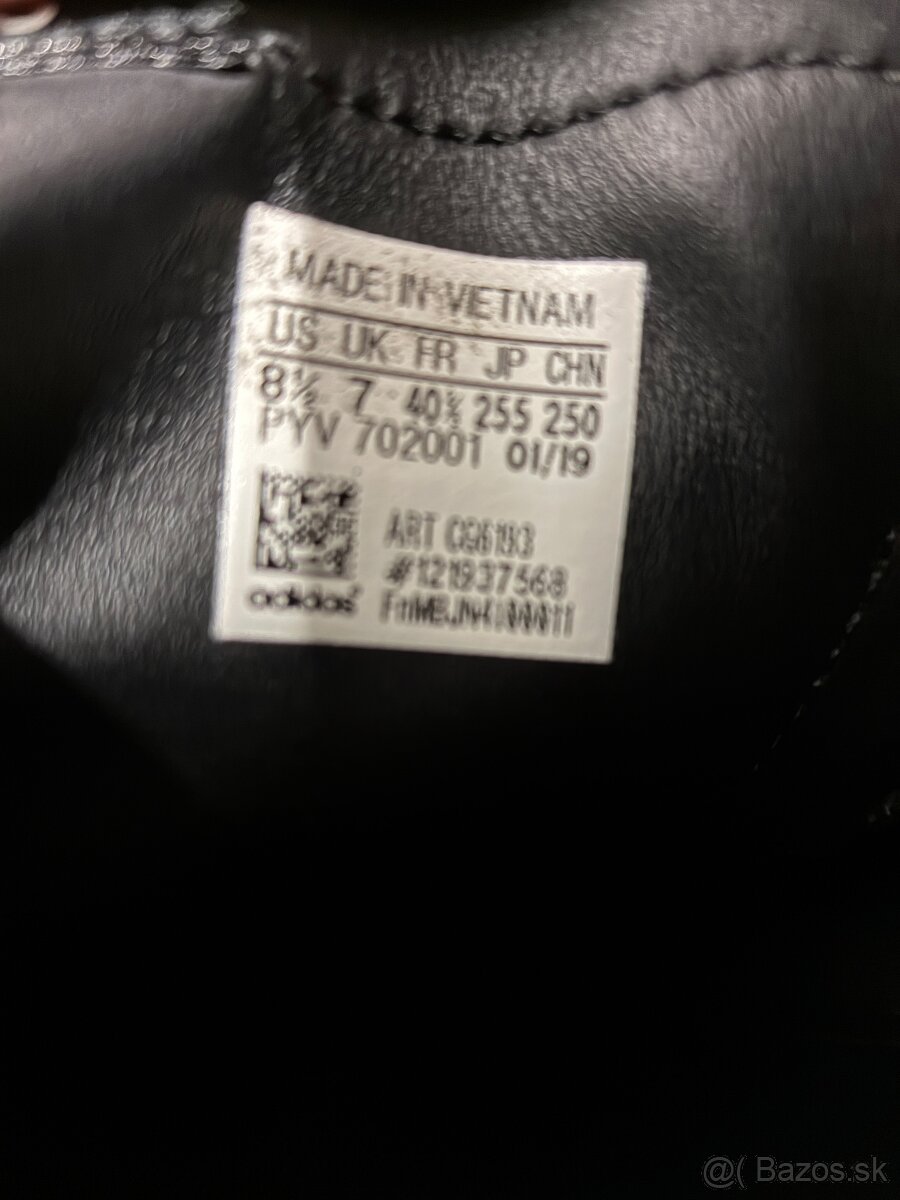 MADE IN VIETNAM
US UK FR JP CHN
8½ 7 40⅔ 255 250
PYV 702001 01/19
ART
#121937568
adidas
@( Bazos.sk